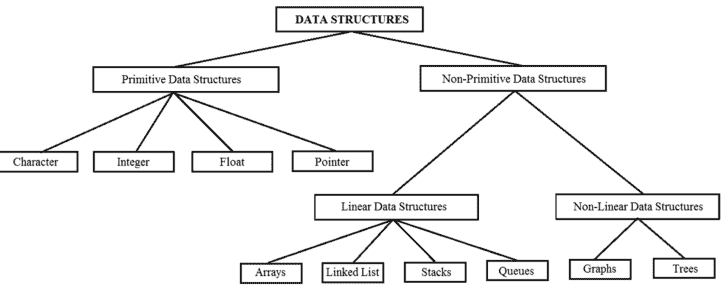 DATA STRUCTURES
Primitive Data Structures
Non-Primitive Data Structures
Character
Integer
Float
Pointer
Linear Data Structures
Non-Linear Data Structures
Arrays
Linked List
Stacks
Queues
Graphs
Trees